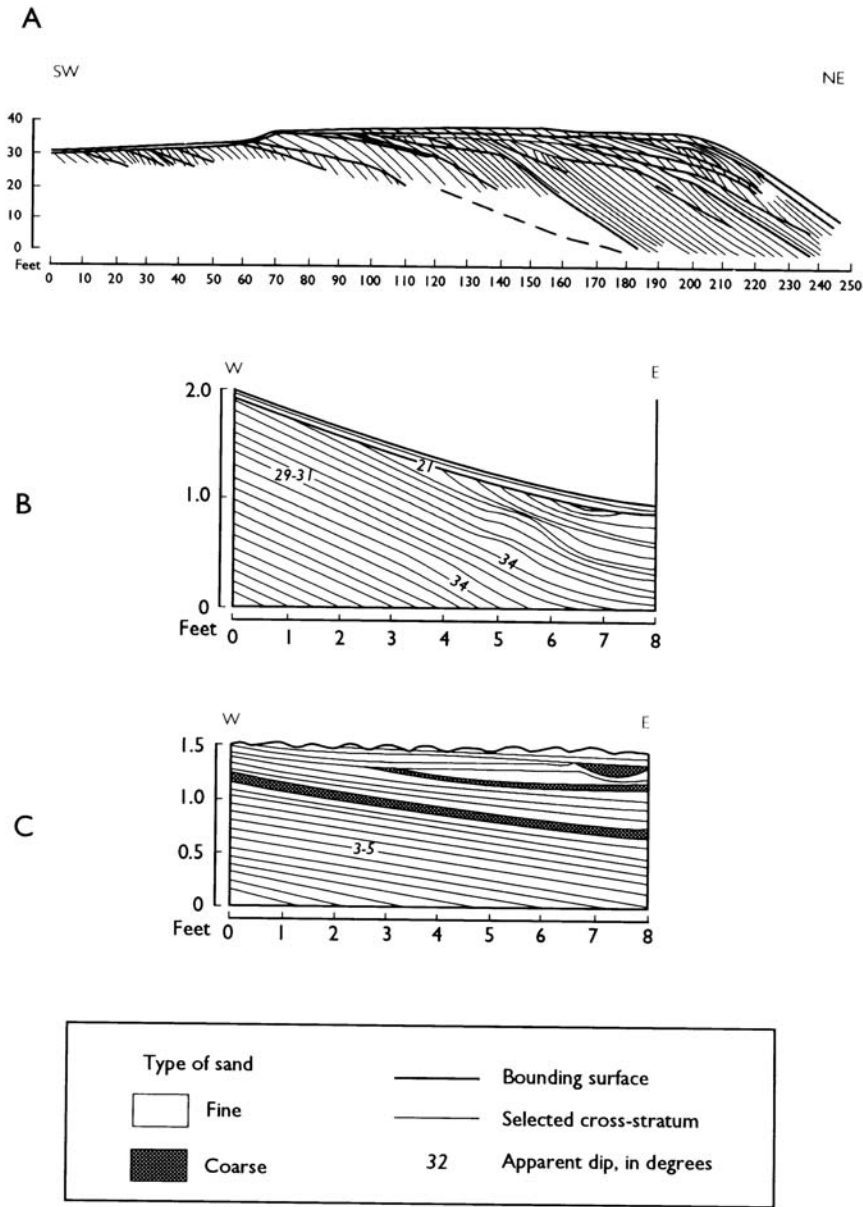 A
SW NE
40
30
20
10
0
Feet
0 10 20 30 40 50 60 70 80 90 100 110 120 130 140 150 160 170 180 190 200 210 220 230 240 250
W E
2.0
21
29-31
B
1.0
34
34
0
Feet
0 1 2 3 4 5 6 7 8
W E
1.5
1.0
C
0.5
3-5
0
Feet
0 1 2 3 4 5 6 7 8
Type of sand
Fine
Coarse
Bounding surface
Selected cross-stratum
32 Apparent dip, in degrees